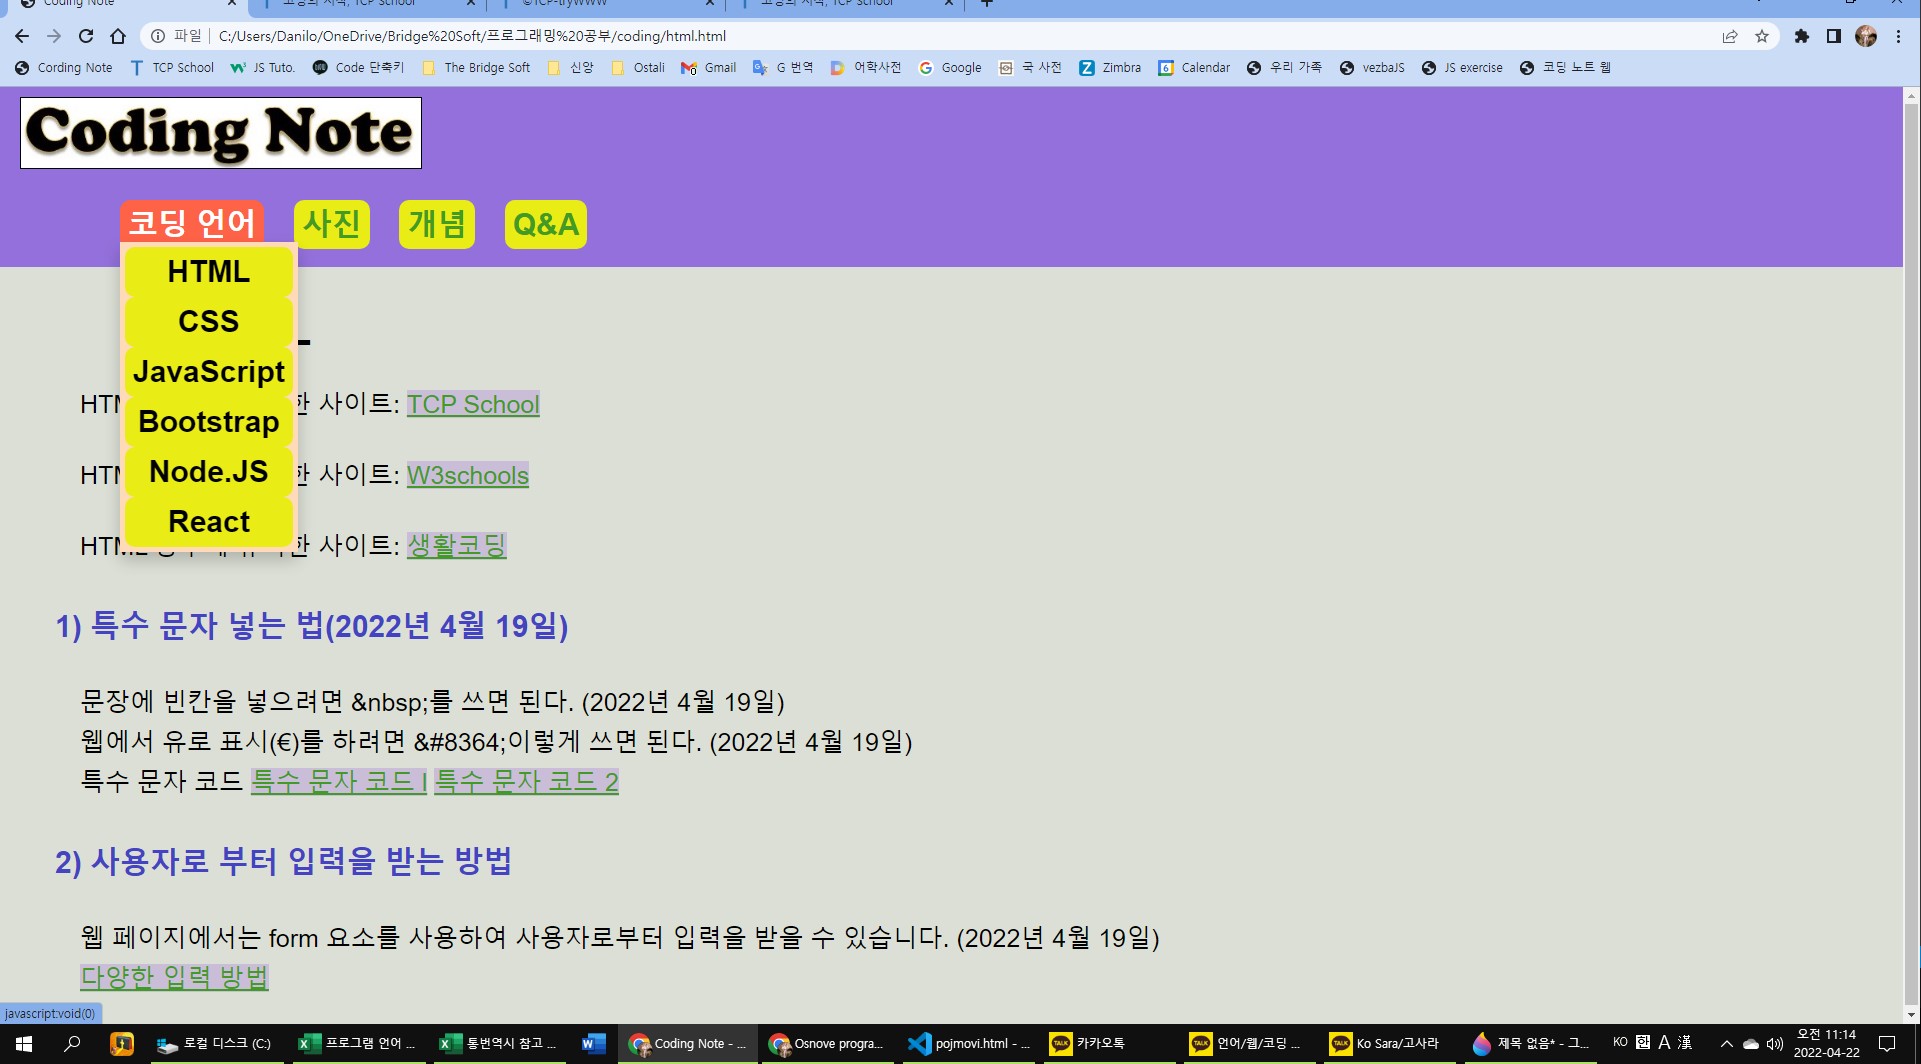 Coding Note
코딩의 시작, TCP school
©TCP-tryWWW
코딩의 시작, TCP school
파일 C:/Users/Danilo/OneDrive/Bridge%20Soft/프로그래밍%20공부/coding/html.html
Cording Note TCP School JS Tuto. Code 단축키 The Bridge Soft 신앙 Ostali Gmail G 번역 어학사전 Google 국 사전 Zimbra Calendar 우리 가족 vezbaJS JS exercise 코딩 노트 웹
Coding Note
코딩 언어 사진 개념 Q&A
HTML
CSS
JavaScript
Bootstrap
Node.JS
React
한 사이트: TCP School
한 사이트: W3schools
HTML 한 사이트: 생활코딩
1) 특수 문자 넣는 법(2022년 4월 19일)
문장에 빈칸을 넣으려면 &nbsp;를 쓰면 된다. (2022년 4월 19일)
웹에서 유로 표시(€)를 하려면 &#8364;이렇게 쓰면 된다. (2022년 4월 19일)
특수 문자 코드 특수 문자 코드 I 특수 문자 코드 2
2) 사용자로 부터 입력을 받는 방법
웹 페이지에서는 form 요소를 사용하여 사용자로부터 입력을 받을 수 있습니다. (2022년 4월 19일)
다양한 입력 방법
javascript:void(0)
로컬 디스크 (C:) 프로그램 언어 ... 통번역시 참고 ... Coding Note - ... Osnove progra... pojmovi.html - ... 카카오톡 언어/웹/코딩 ... Ko Sara/고사라 제목 없음* - 그... KO 한 A 漢 오전 11:14
2022-04-22